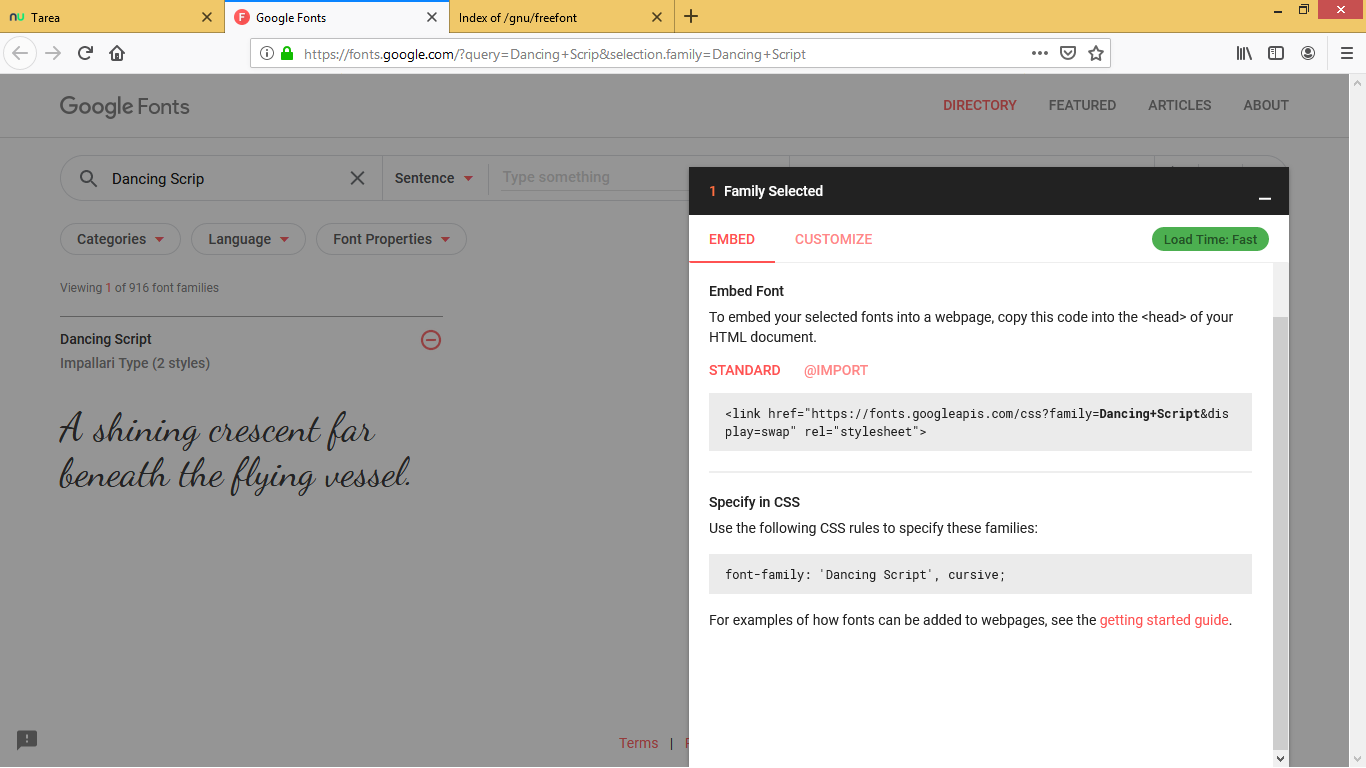 Tarea
Google Fonts
Index of /gnu/freefont
https://fonts.google.com/?query=Dancing+Scrip&selection.family=Dancing+Script
Google Fonts
DIRECTORY
FEATURED
ARTICLES
ABOUT
Dancing Scrip
Sentence
Type something
Categories
Language
Font Properties
Viewing 1 of 916 font families
Dancing Script
Impallari Type (2 styles)
A shining crescent far
beneath the flying vessel.
1 Family Selected
EMBED
CUSTOMIZE
Load Time: Fast
Embed Font
To embed your selected fonts into a webpage, copy this code into the <head> of your
HTML document.
STANDARD
@IMPORT
<link href="https://fonts.googleapis.com/css?family=Dancing+Script&dis
play=swap" rel="stylesheet">
Specify in CSS
Use the following CSS rules to specify these families:
font-family: 'Dancing Script', cursive;
For examples of how fonts can be added to webpages, see the getting started guide.
Terms |